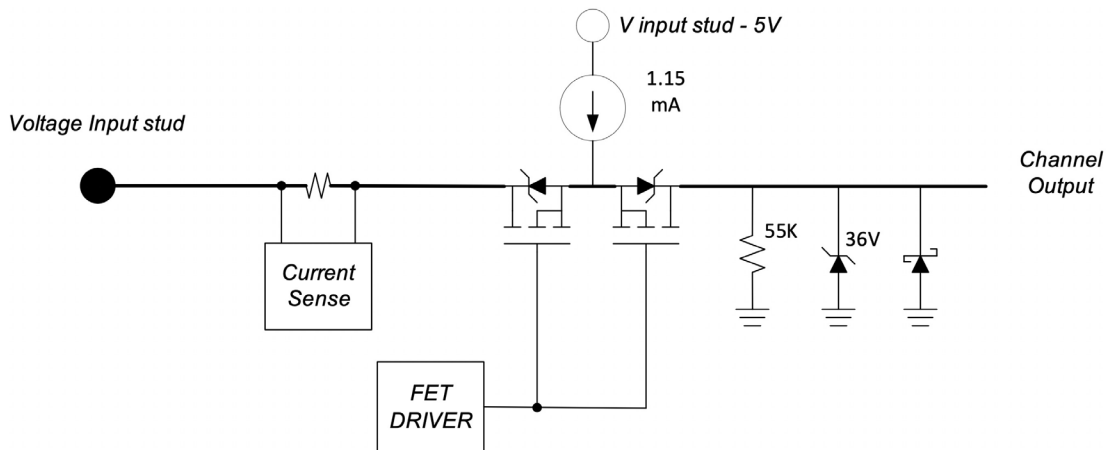 V input stud - 5V
1.15
mA
Voltage Input stud
Channel
Output
55K
36V
Current
Sense
FET
DRIVER